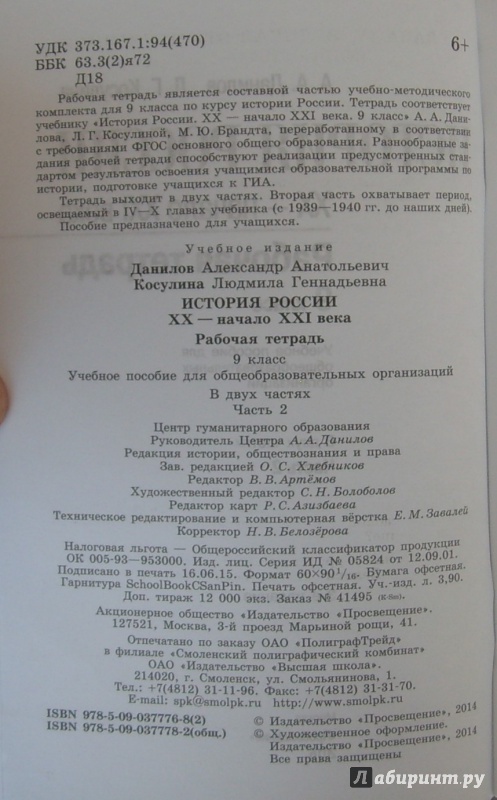 УДК 373.167.1:94(470)
6+
ББК 63.3(2)я72
Д18
Рабочая тетрадь является составной частью учебно-методического
комплекта для 9 класса по курсу истории России. Тетрадь соответствует
учебнику «История России. XX — начало XXI века. 9 класс» А. А. Дани-
лова, Л. Г. Косулиной, М. Ю. Брандта, переработанному в соответствии
с требованиями ФГОС основного общего образования. Разнообразные за-
дания рабочей тетради способствуют реализации предусмотренных стан-
дартом результатов освоения учащимися образовательной программы по
истории, подготовке учащихся к ГИА.
Тетрадь выходит в двух частях. Вторая часть охватывает период,
освещаемый в IV—X главах учебника (с 1939—1940 гг. до наших дней).
Пособие предназначено для учащихся.
Учебное издание
Данилов Александр Анатольевич
Косулина Людмила Геннадьевна
ИСТОРИЯ РОССИИ
XX — начало XXI века
Рабочая тетрадь
9 класс
Учебное пособие для общеобразовательных организаций
В двух частях
Часть 2
Центр гуманитарного образования
Руководитель Центра А. А. Данилов
Редакция истории, обществознания и права
Зав. редакцией О. С. Хлебников
Редактор В. В. Артёмов
Художественный редактор С. Н. Болоболов
Редактор карт Р. С. Азизбаева
Техническое редактирование и компьютерная вёрстка Е. М. Завалей
Корректор Н. В. Белозёрова
Налоговая льгота — Общероссийский классификатор продукции
ОК 005-93—953000. Изд. лиц. Серия ИД № 05824 от 12.09.01.
Подписано в печать 16.06.15. Формат 60×90 1/16. Бумага офсетная.
Гарнитура SchoolBookCSanPin. Печать офсетная. Уч.-изд. л. 3,90.
Доп. тираж 12 000 экз. Заказ № 41495 (K-Sm).
Акционерное общество «Издательство «Просвещение».
127521, Москва, 3-й проезд Марьиной рощи, 41.
Отпечатано по заказу ОАО «ПолиграфТрейд»
в филиале «Смоленский полиграфический комбинат»
ОАО «Издательство «Высшая школа».
214020, г. Смоленск, ул. Смольянинова, 1.
Тел.: +7(4812) 31-11-96. Факс: +7(4812) 31-31-70.
E-mail: spk@smolpk.ru http://www.smolpk.ru
ISBN 978-5-09-037776-8(2)
ISBN 978-5-09-037778-2(общ.)
© Издательство «Просвещение», 2014
© Художественное оформление.
Издательство «Просвещение», 2014
Все права защищены
Лабиринт.ру